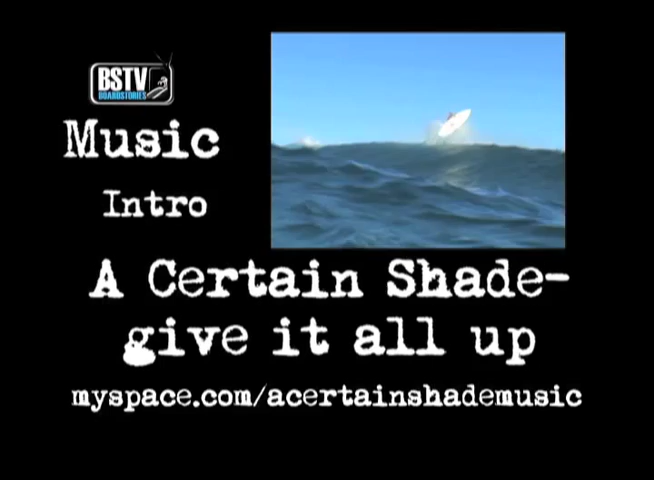 BSTV
BOARDSTORIES
Music
Intro
A Certain Shade-
give it all up
myspace.com/acertainshademusic